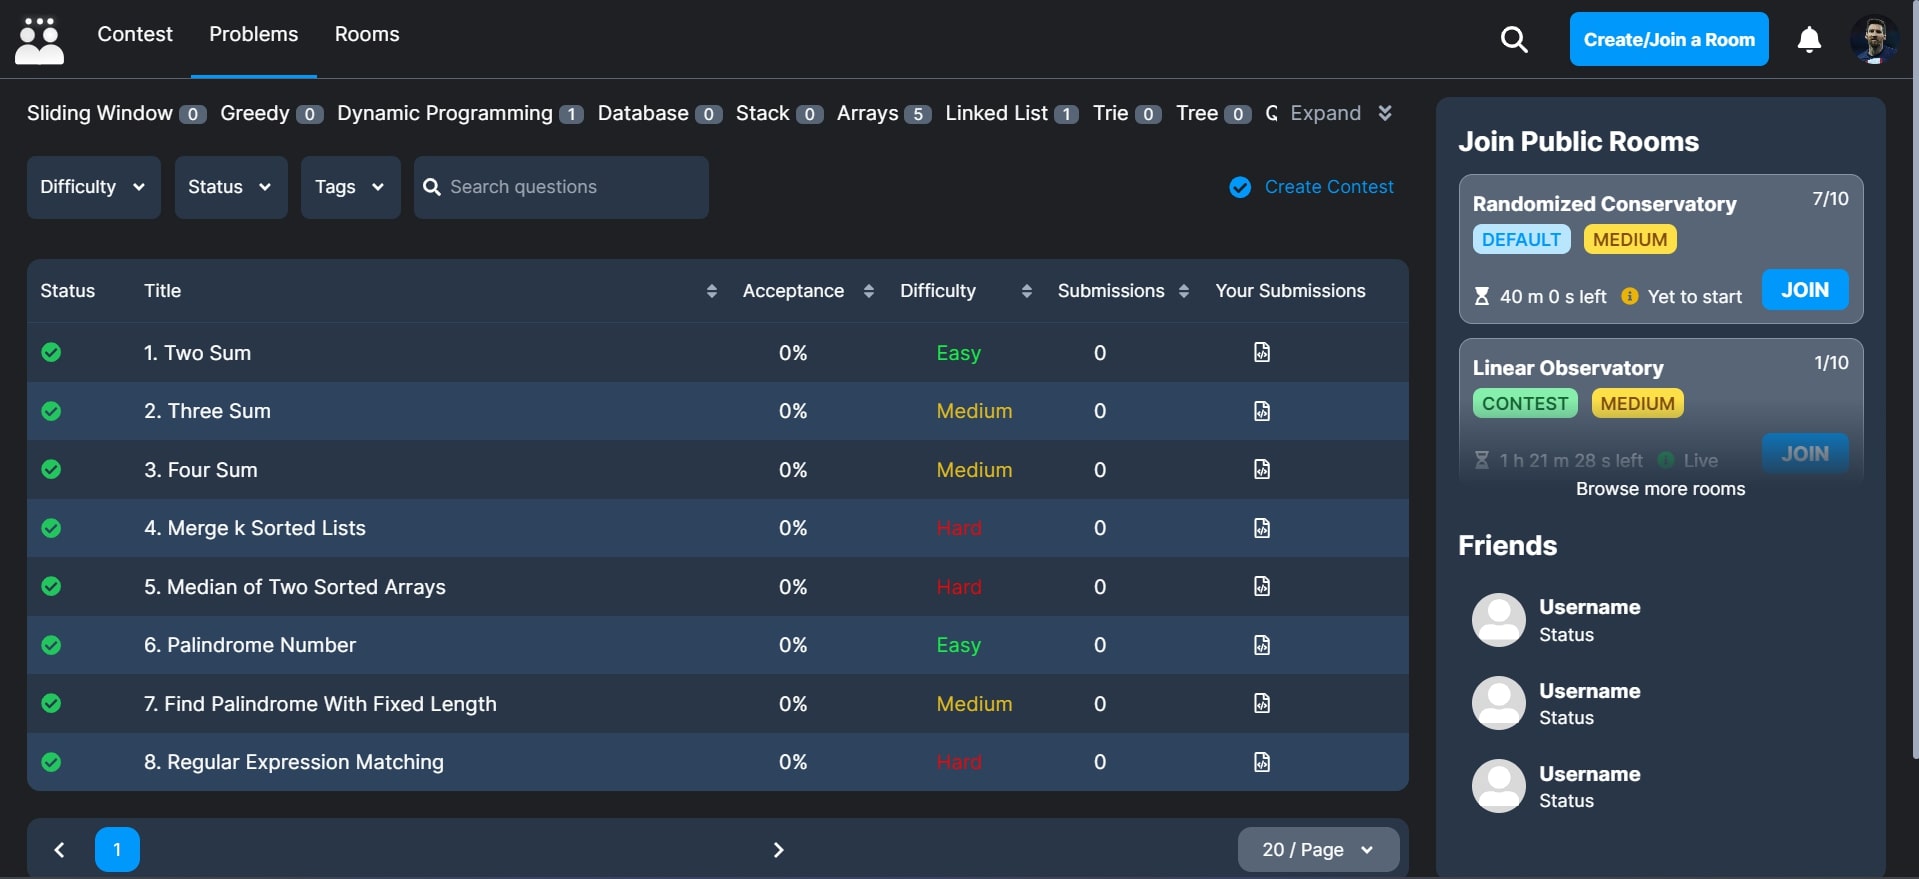 Contest Problems Rooms Create/Join a Room
Sliding Window 0 Greedy 0 Dynamic Programming 1 Database 0 Stack 0 Arrays 5 Linked List 1 Trie 0 Tree 0 Q Expand
Difficulty Status Tags Search questions Create Contest
Status Title Acceptance Difficulty Submissions Your Submissions
1. Two Sum 0% Easy 0
2. Three Sum 0% Medium 0
3. Four Sum 0% Medium 0
4. Merge k Sorted Lists 0% Hard 0
5. Median of Two Sorted Arrays 0% Hard 0
6. Palindrome Number 0% Easy 0
7. Find Palindrome With Fixed Length 0% Medium 0
8. Regular Expression Matching 0% Hard 0
1 20 / Page
Join Public Rooms
Randomized Conservatory 7/10
DEFAULT MEDIUM
40 m 0 s left Yet to start JOIN
Linear Observatory 1/10
CONTEST MEDIUM
1 h 21 m 28 s left Live JOIN
Browse more rooms
Friends
Username
Status
Username
Status
Username
Status